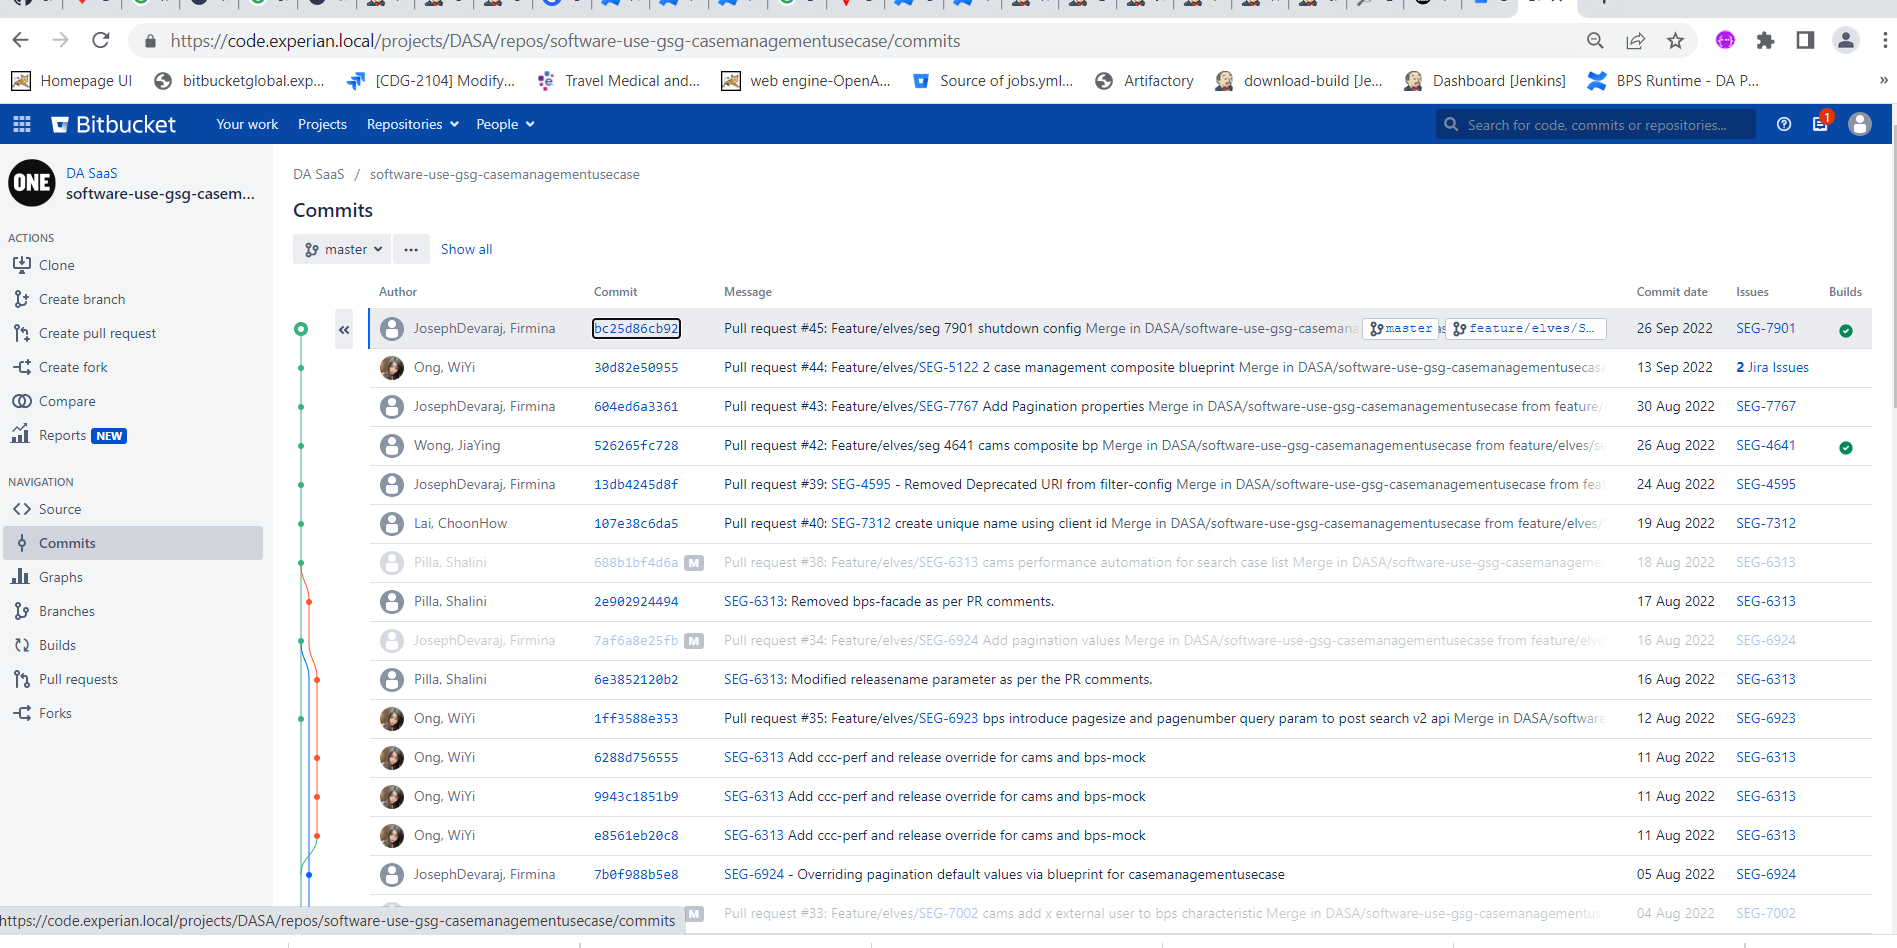 https://code.experian.local/projects/DASA/repos/software-use-gsg-casemanagementusecase/commits
Homepage UI
bitbucketglobal.exp...
[CDG-2104] Modify,...
Travel Medical and...
web engine-OpenA...
Source of jobs.yml...
Artifactory
download-build [Je...
Dashboard [Jenkins]
BPS Runtime - DA P...
»
Bitbucket
Your work
Projects
Repositories
People
Search for code, commits or repositories...
1
ONE
DA SaaS
software-use-gsg-casem...
ACTIONS
Clone
Create branch
Create pull request
Create fork
Compare
Reports NEW
NAVIGATION
Source
Commits
Graphs
Branches
Builds
Pull requests
Forks
DA SaaS / software-use-gsg-casemanagementusecase
Commits
master ... Show all
Author Commit Message Commit date Issues Builds
JosephDevaraj, Firmina bc25d86cb92 Pull request #45: Feature/elves/seg 7901 shutdown config Merge in DASA/software-use-gsg-casemana master feature/elves/S… 26 Sep 2022 SEG-7901
Ong, WiYi 30d82e50955 Pull request #44: Feature/elves/SEG-5122 2 case management composite blueprint Merge in DASA/software-use-gsg-casemanagementusecase 13 Sep 2022 2 Jira Issues
JosephDevaraj, Firmina 604ed6a3361 Pull request #43: Feature/elves/SEG-7767 Add Pagination properties Merge in DASA/software-use-gsg-casemanagementusecase from feature/ 30 Aug 2022 SEG-7767
Wong, JiaYing 526265fc728 Pull request #42: Feature/elves/seg 4641 cams composite bp Merge in DASA/software-use-gsg-casemanagementusecase from feature/elves/se 26 Aug 2022 SEG-4641
JosephDevaraj, Firmina 13db4245d8f Pull request #39: SEG-4595 - Removed Deprecated URI from filter-config Merge in DASA/software-use-gsg-casemanagementusecase from fea 24 Aug 2022 SEG-4595
Lai, ChoonHow 107e38c6da5 Pull request #40: SEG-7312 create unique name using client id Merge in DASA/software-use-gsg-casemanagementusecase from feature/elves/ 19 Aug 2022 SEG-7312
Pilla, Shalini 688b1bf4d6a M Pull request #38: Feature/elves/SEG-6313 cams performance automation for search case list Merge in DASA/software-use-gsg-casemanageme 18 Aug 2022 SEG-6313
Pilla, Shalini 2e902924494 SEG-6313: Removed bps-facade as per PR comments. 17 Aug 2022 SEG-6313
JosephDevaraj, Firmina 7af6a8e25fb M Pull request #34: Feature/elves/SEG-6924 Add pagination values Merge in DASA/software-use-gsg-casemanagementusecase from feature/elve 16 Aug 2022 SEG-6924
Pilla, Shalini 6e3852120b2 SEG-6313: Modified releasename parameter as per the PR comments. 16 Aug 2022 SEG-6313
Ong, WiYi 1ff3588e353 Pull request #35: Feature/elves/SEG-6923 bps introduce pagesize and pagenumber query param to post search v2 api Merge in DASA/software 12 Aug 2022 SEG-6923
Ong, WiYi 6288d756555 SEG-6313 Add ccc-perf and release override for cams and bps-mock 11 Aug 2022 SEG-6313
Ong, WiYi 9943c1851b9 SEG-6313 Add ccc-perf and release override for cams and bps-mock 11 Aug 2022 SEG-6313
Ong, WiYi e8561eb20c8 SEG-6313 Add ccc-perf and release override for cams and bps-mock 11 Aug 2022 SEG-6313
JosephDevaraj, Firmina 7b0f988b5e8 SEG-6924 - Overriding pagination default values via blueprint for casemanagementusecase 05 Aug 2022 SEG-6924
M Pull request #33: Feature/elves/SEG-7002 cams add x external user to bps characteristic Merge in DASA/software-use-gsg-casemanagementus 04 Aug 2022 SEG-7002
https://code.experian.local/projects/DASA/repos/software-use-gsg-casemanagementusecase/commits